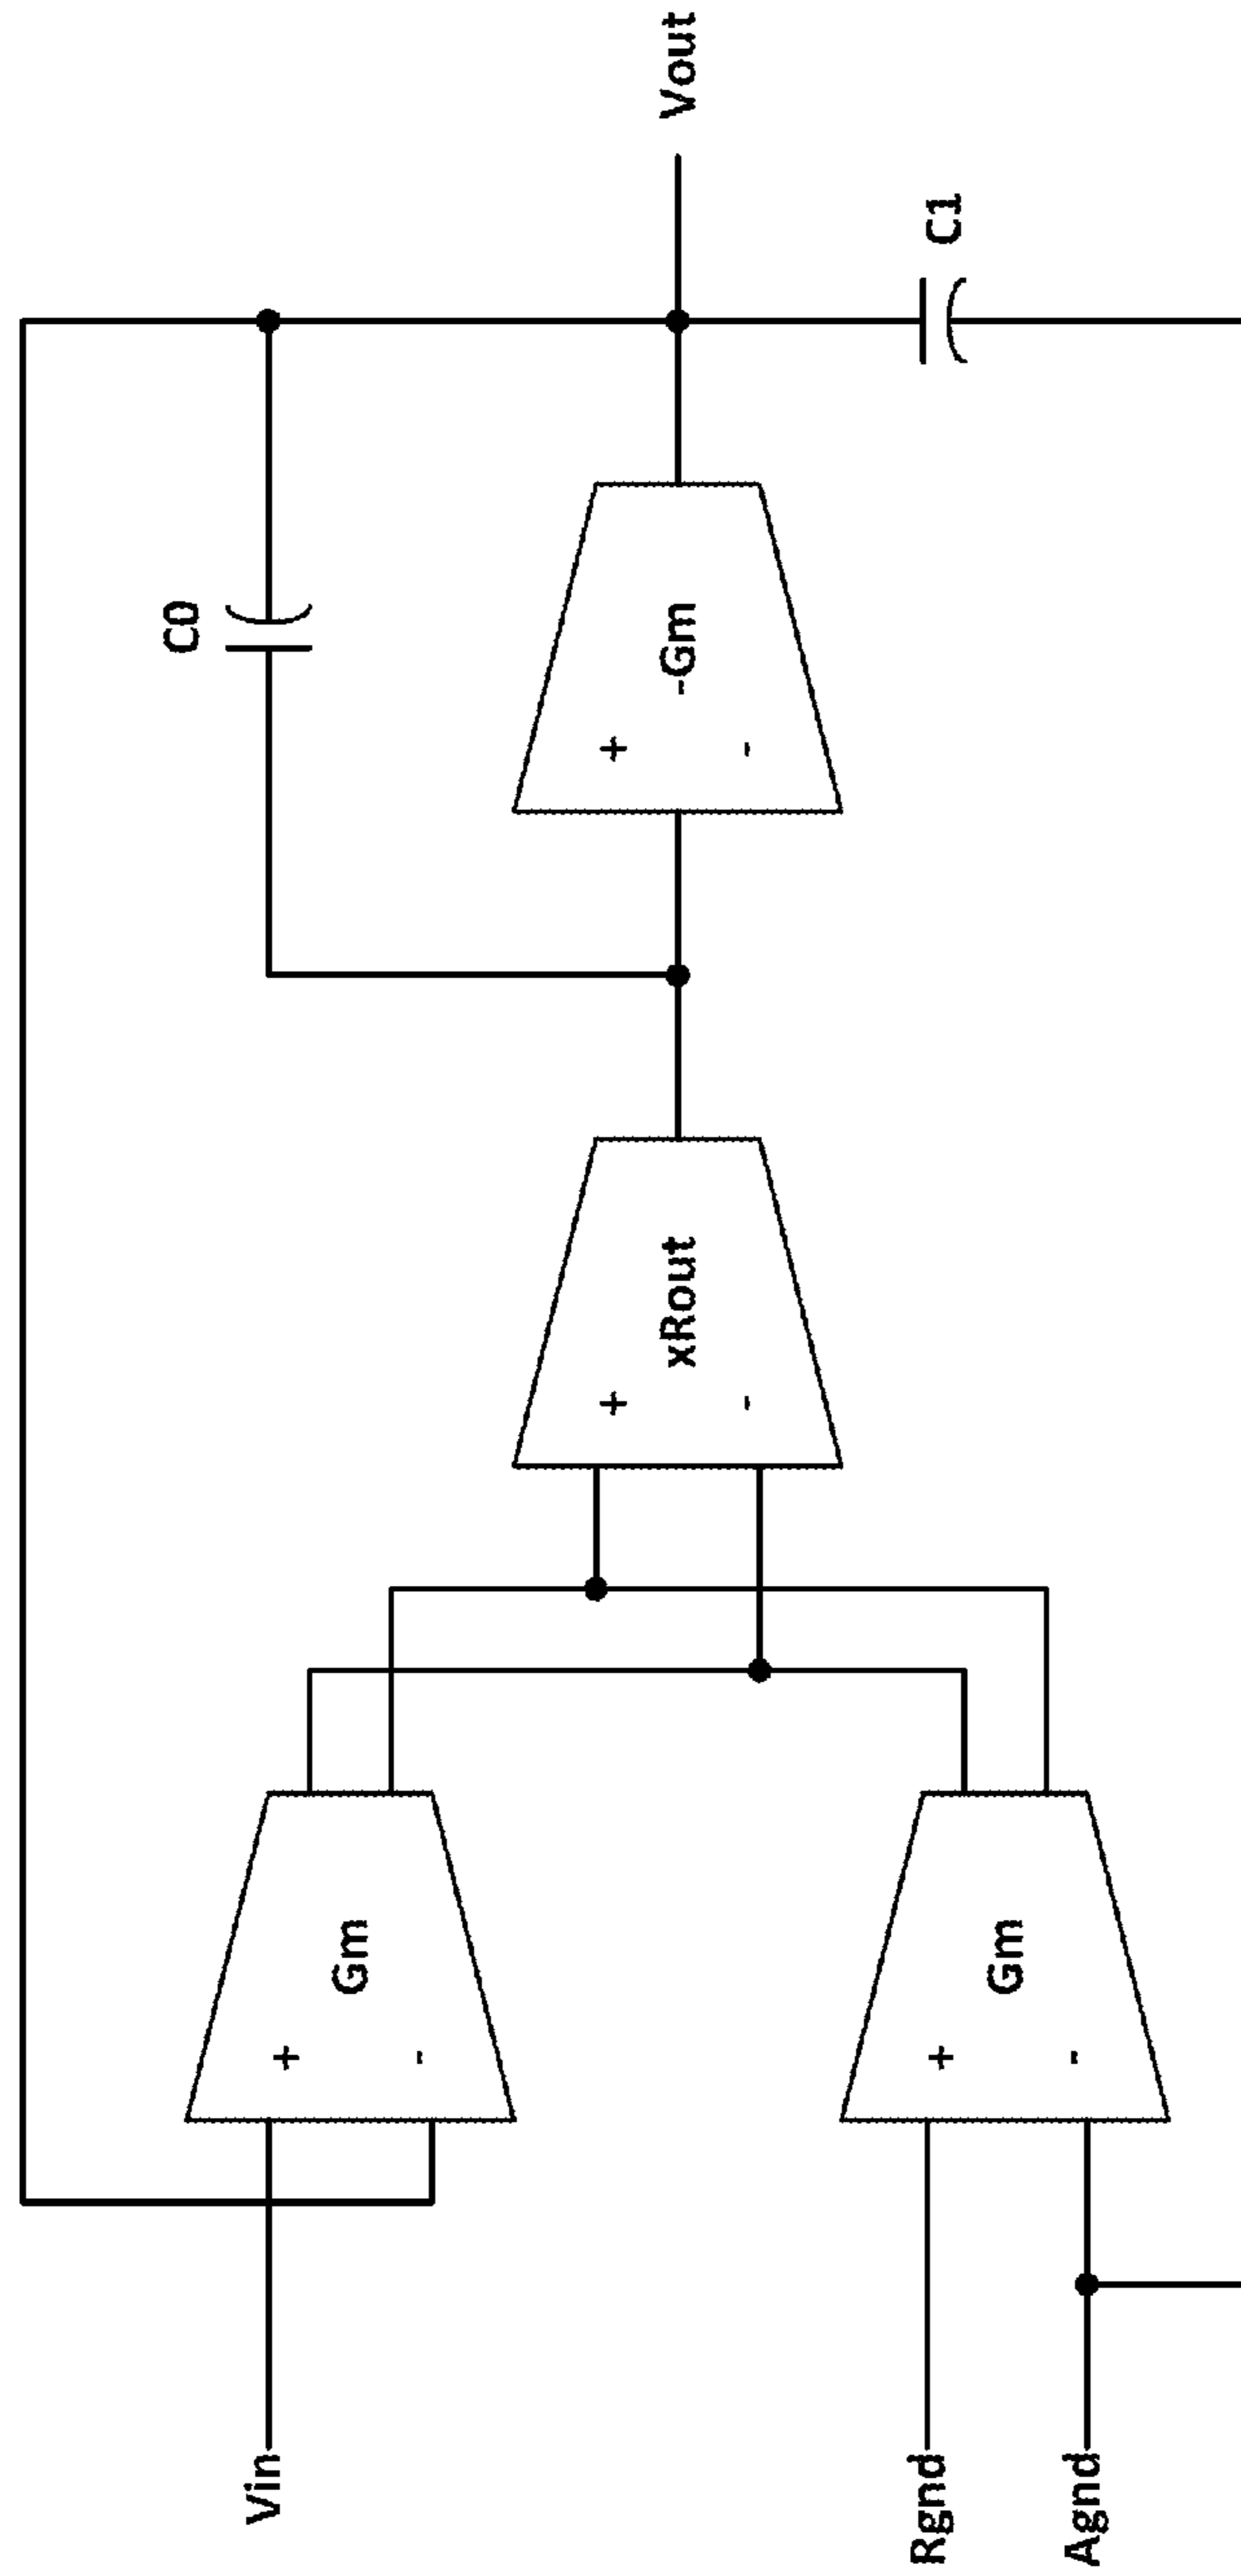 Vin
+
-
Gm
Rgnd
Agnd
+
-
Gm
+
-
xRout
C0
+
-
-Gm
C1
Vout